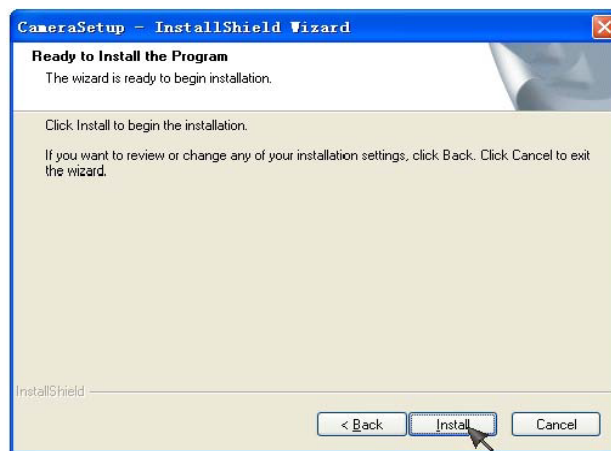 CameraSetup - InstallShield Wizard
Ready to Install the Program
The wizard is ready to begin installation.
Click Install to begin the installation.
If you want to review or change any of your installation settings, click Back. Click Cancel to exit
the wizard.
InstallShield
< Back Install Cancel